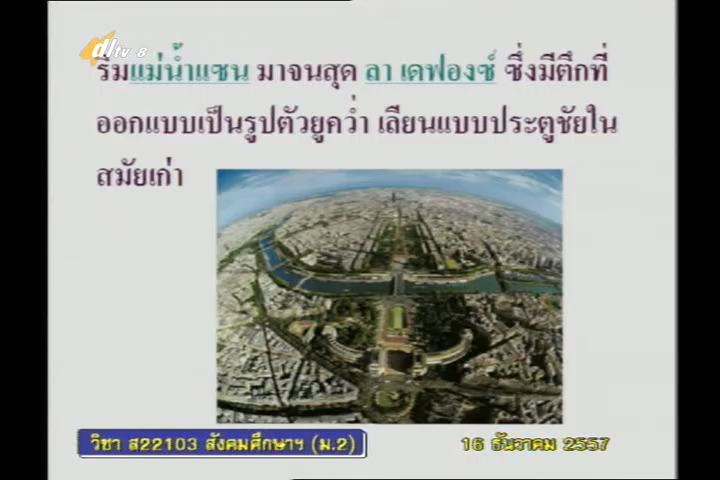 dltv 8
ริมแม่น้ำแซน มาจนสุด ลา เดฟองซ์ ซึ่งมีตึกที่
ออกแบบเป็นรูปตัวยูคว่ำ เลียนแบบประตูชัยใน
สมัยเก่า
วิชา ส22103 สังคมศึกษาฯ (ม.2)
16 ธันวาคม 2557